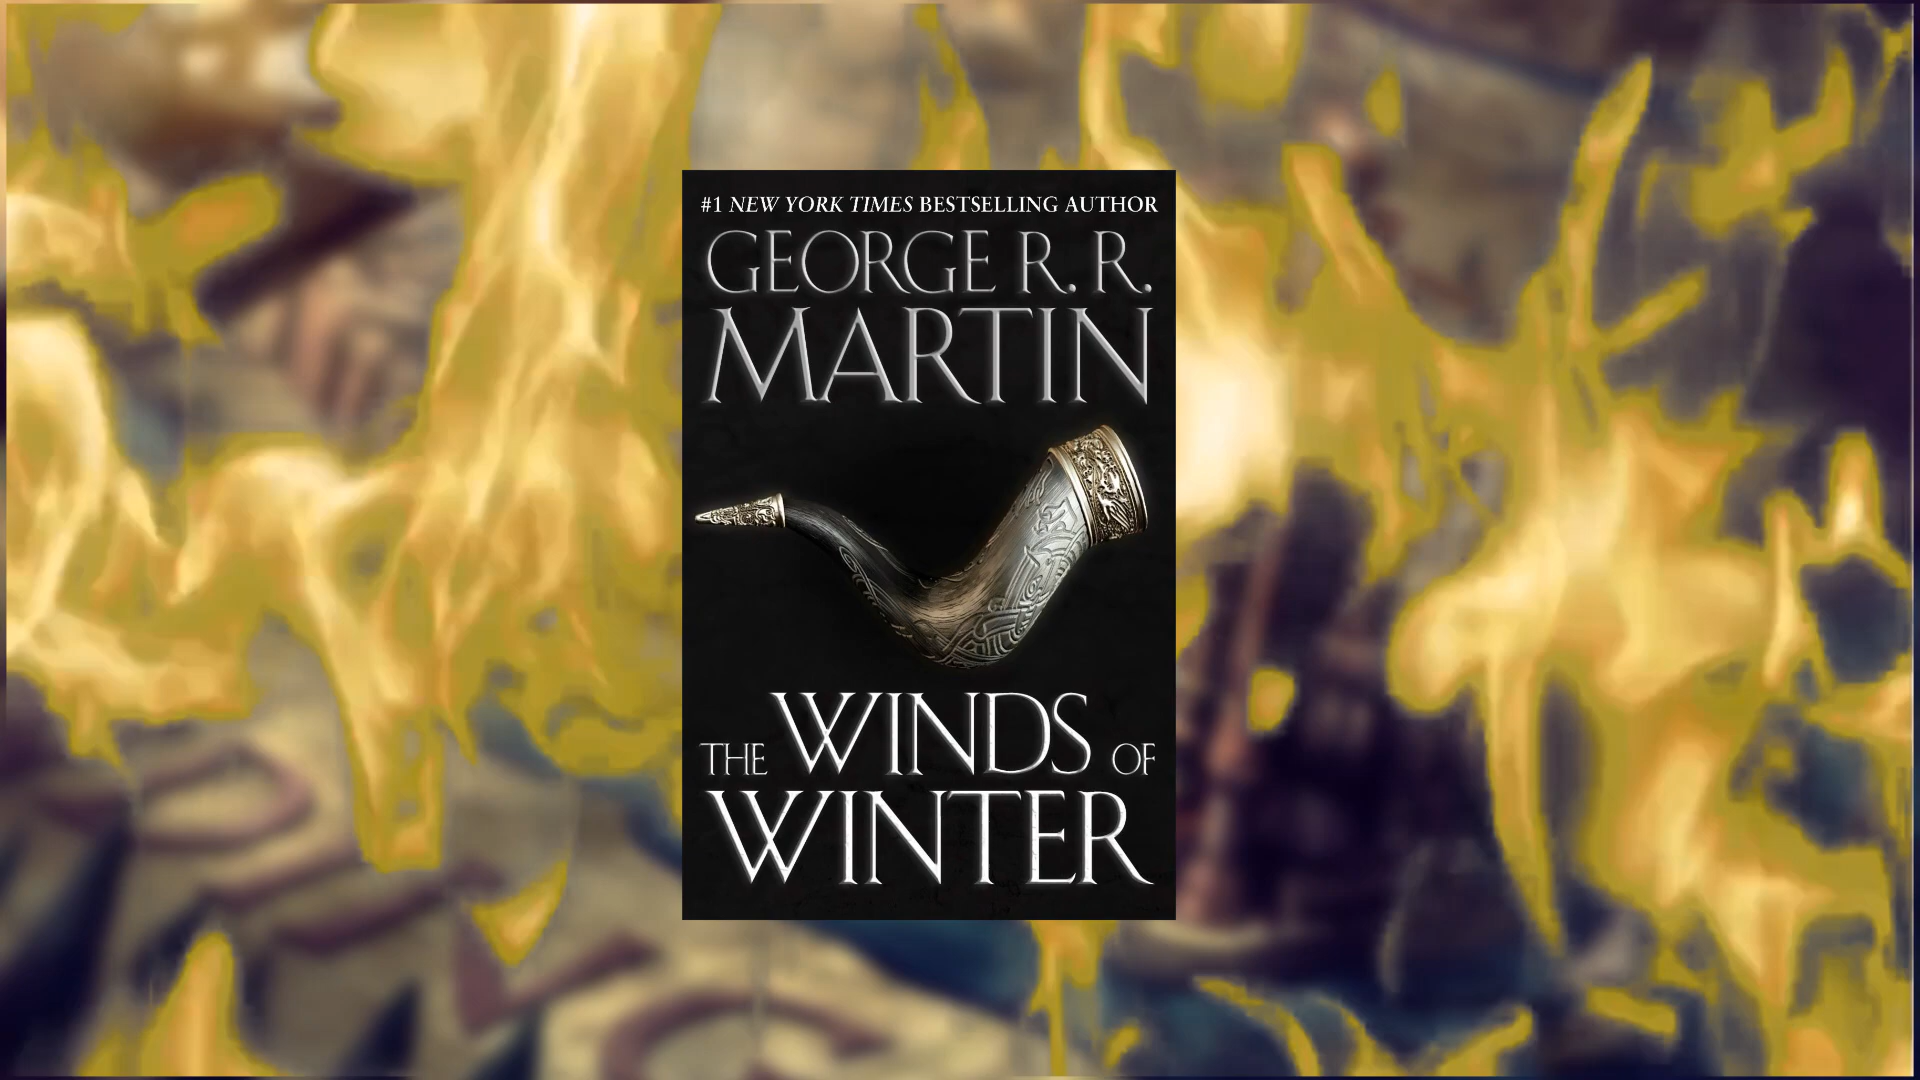 #1 NEW YORK TIMES BESTSELLING AUTHOR
GEORGE R. R.
MARTIN
THE WINDS OF
WINTER